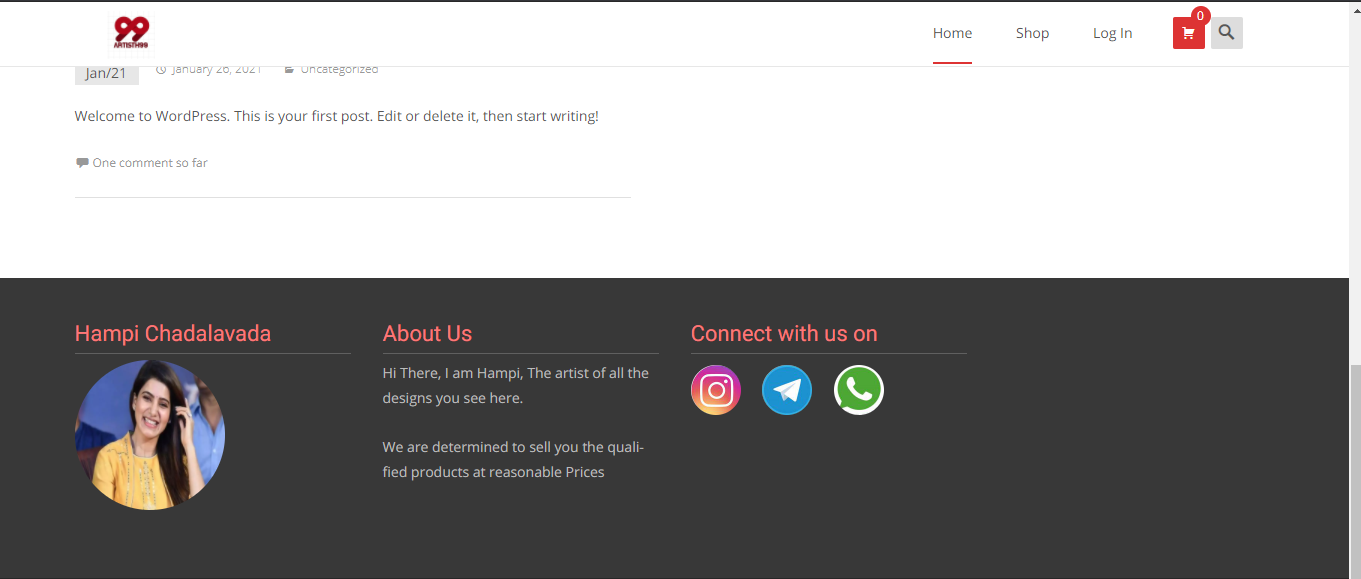 99
ARTISTH99
Home
Shop
Log In
0
Jan/21
January 26, 2021
Uncategorized
Welcome to WordPress. This is your first post. Edit or delete it, then start writing!
One comment so far
Hampi Chadalavada
About Us
Hi There, I am Hampi, The artist of all the
designs you see here.
We are determined to sell you the quali-
fied products at reasonable Prices
Connect with us on